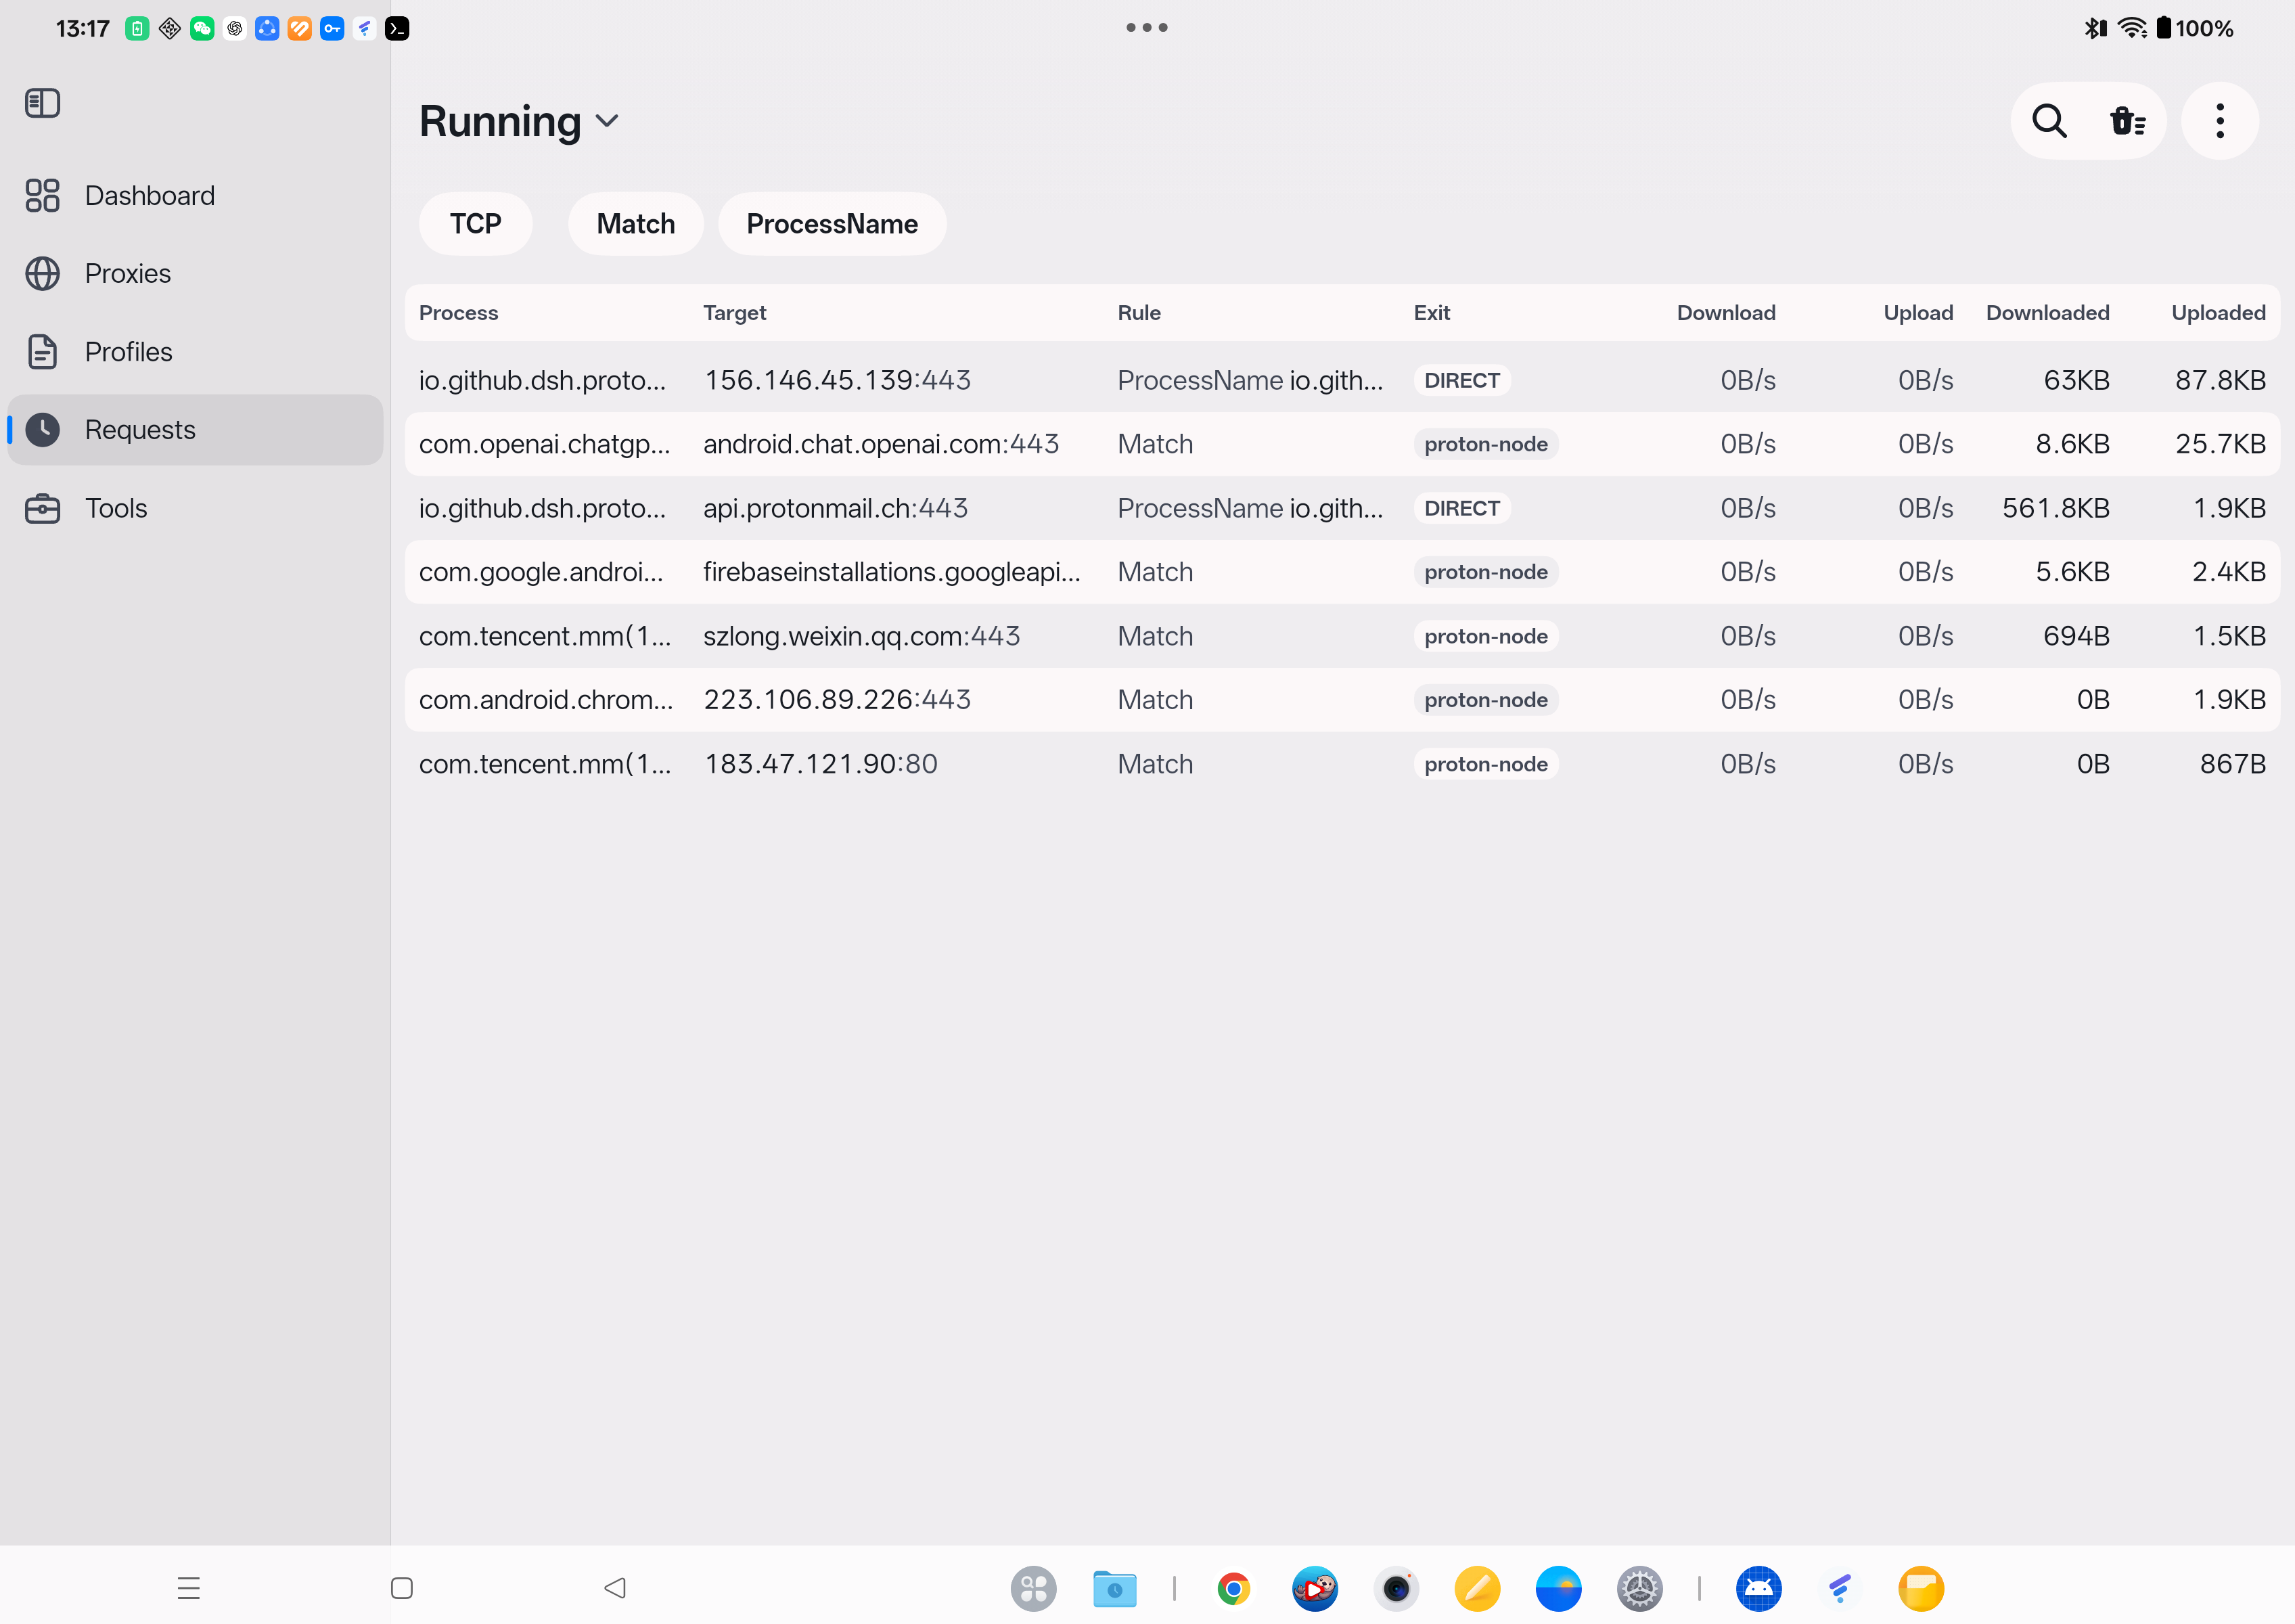 13:17
100%
Running
TCP Match ProcessName
Dashboard
Proxies
Profiles
Requests
Tools
Process Target Rule Exit Download Upload Downloaded Uploaded
io.github.dsh.proto... 156.146.45.139:443 ProcessName io.gith... DIRECT 0B/s 0B/s 63KB 87.8KB
com.openai.chatgp... android.chat.openai.com:443 Match proton-node 0B/s 0B/s 8.6KB 25.7KB
io.github.dsh.proto... api.protonmail.ch:443 ProcessName io.gith... DIRECT 0B/s 0B/s 561.8KB 1.9KB
com.google.androi... firebaseinstallations.googleapi... Match proton-node 0B/s 0B/s 5.6KB 2.4KB
com.tencent.mm(1... szlong.weixin.qq.com:443 Match proton-node 0B/s 0B/s 694B 1.5KB
com.android.chrom... 223.106.89.226:443 Match proton-node 0B/s 0B/s 0B 1.9KB
com.tencent.mm(1... 183.47.121.90:80 Match proton-node 0B/s 0B/s 0B 867B